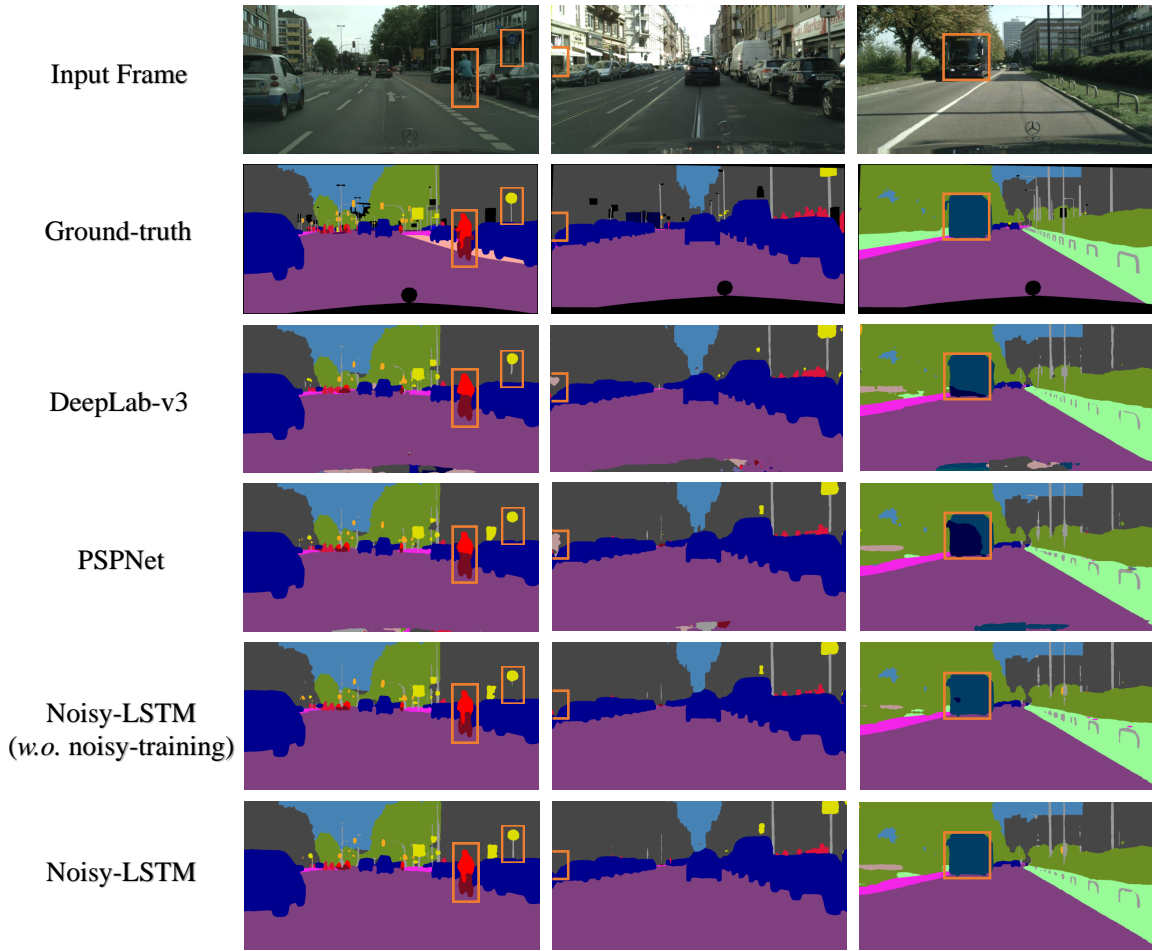 Input Frame
Ground-truth
DeepLab-v3
PSPNet
Noisy-LSTM
(w.o. noisy-training)
Noisy-LSTM